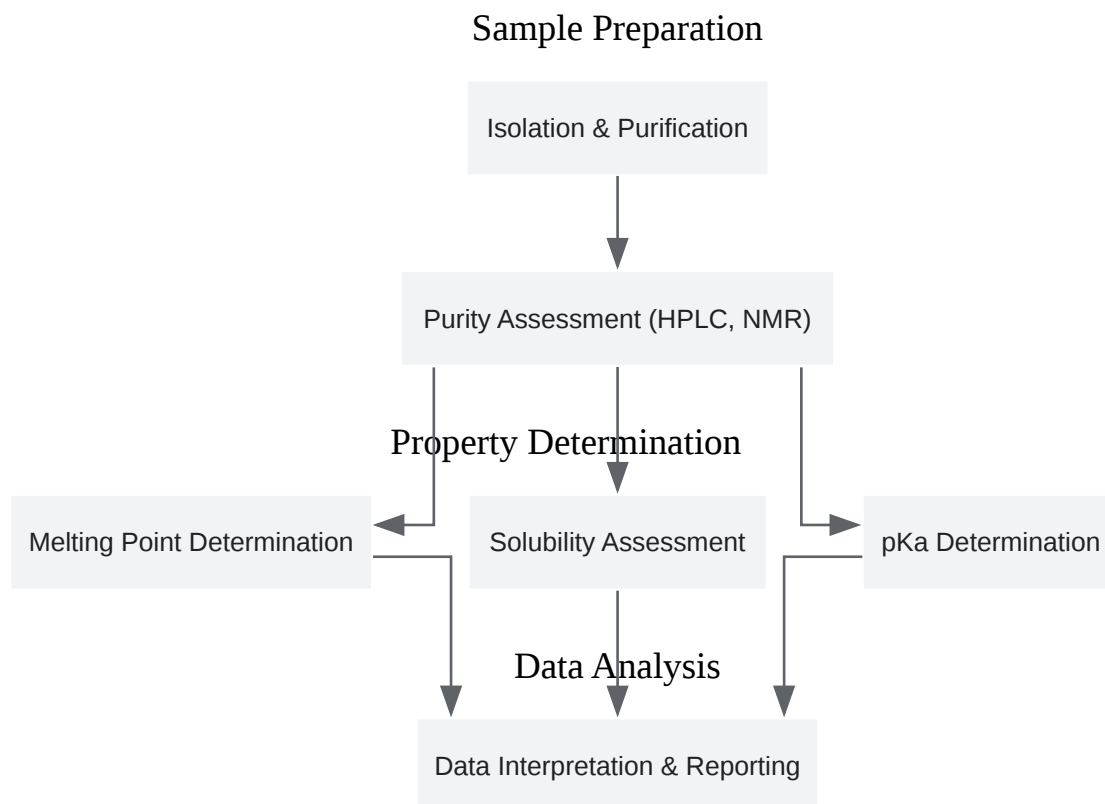 Sample Preparation
Isolation & Purification
Purity Assessment (HPLC, NMR)
Property Determination
Melting Point Determination
Solubility Assessment
pKa Determination
Data Analysis
Data Interpretation & Reporting